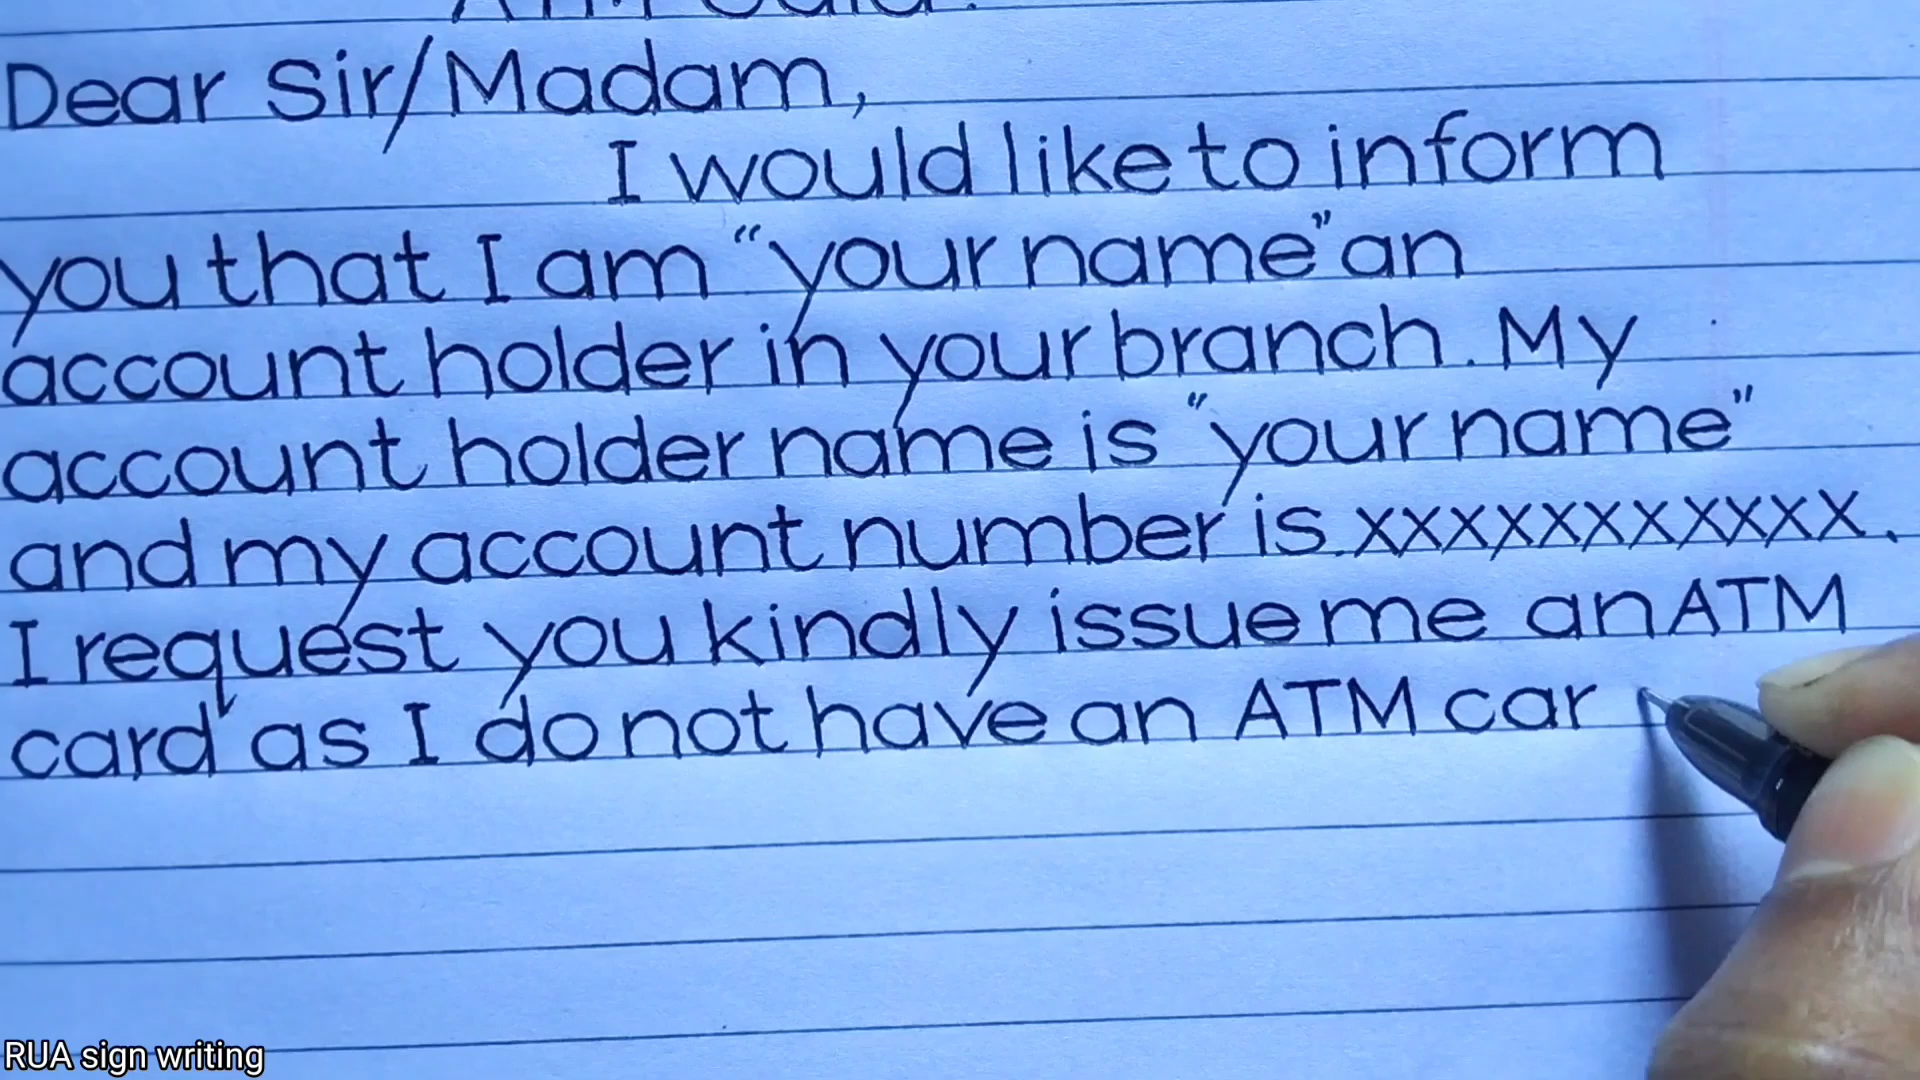 Dear Sir/Madam,
I would like to inform
you that I am "your name" an
account holder in your branch. My
account holder name is "your name"
and my account number is xxxxxxxxxxxx.
I request you kindly issue me an ATM
card as I do not have an ATM car
RUA sign writing